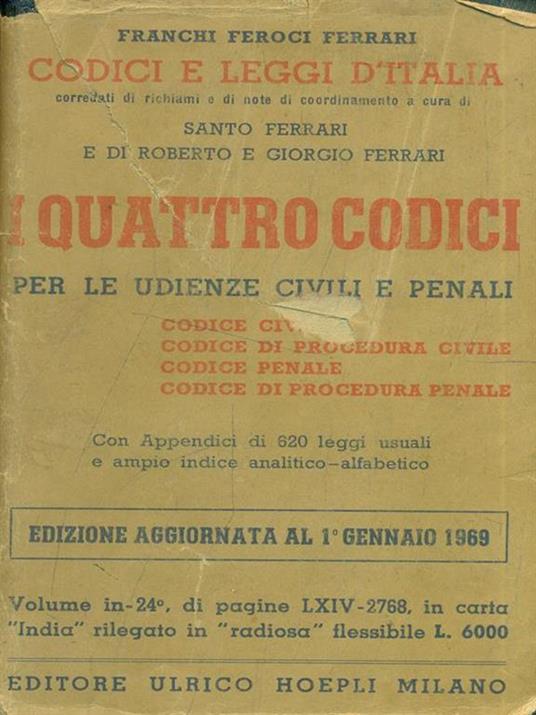 FRANCHI FEROCI FERRARI
CODICI E LEGGI D'ITALIA
corredati di richiami e di note di coordinamento a cura di
SANTO FERRARI
E DI ROBERTO E GIORGIO FERRARI
I QUATTRO CODICI
PER LE UDIENZE CIVILI E PENALI
CODICE CIV
CODICE DI PROCEDURA CIVILE
CODICE PENALE
CODICE DI PROCEDURA PENALE
Con Appendici di 620 leggi usuali
e ampio indice analitico-alfabetico
EDIZIONE AGGIORNATA AL 1° GENNAIO 1969
Volume in-24°, di pagine LXIV-2768, in carta
"India" rilegato in "radiosa" flessibile L. 6000
EDITORE ULRICO HOEPLI MILANO